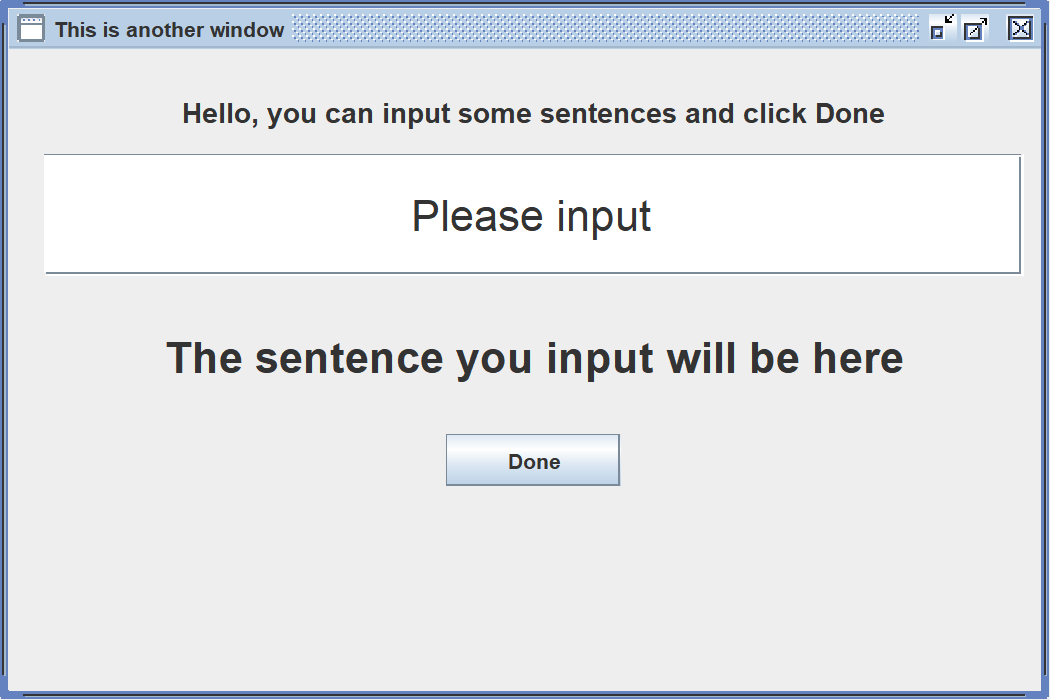 This is another window
Hello, you can input some sentences and click Done
Please input
The sentence you input will be here
Done